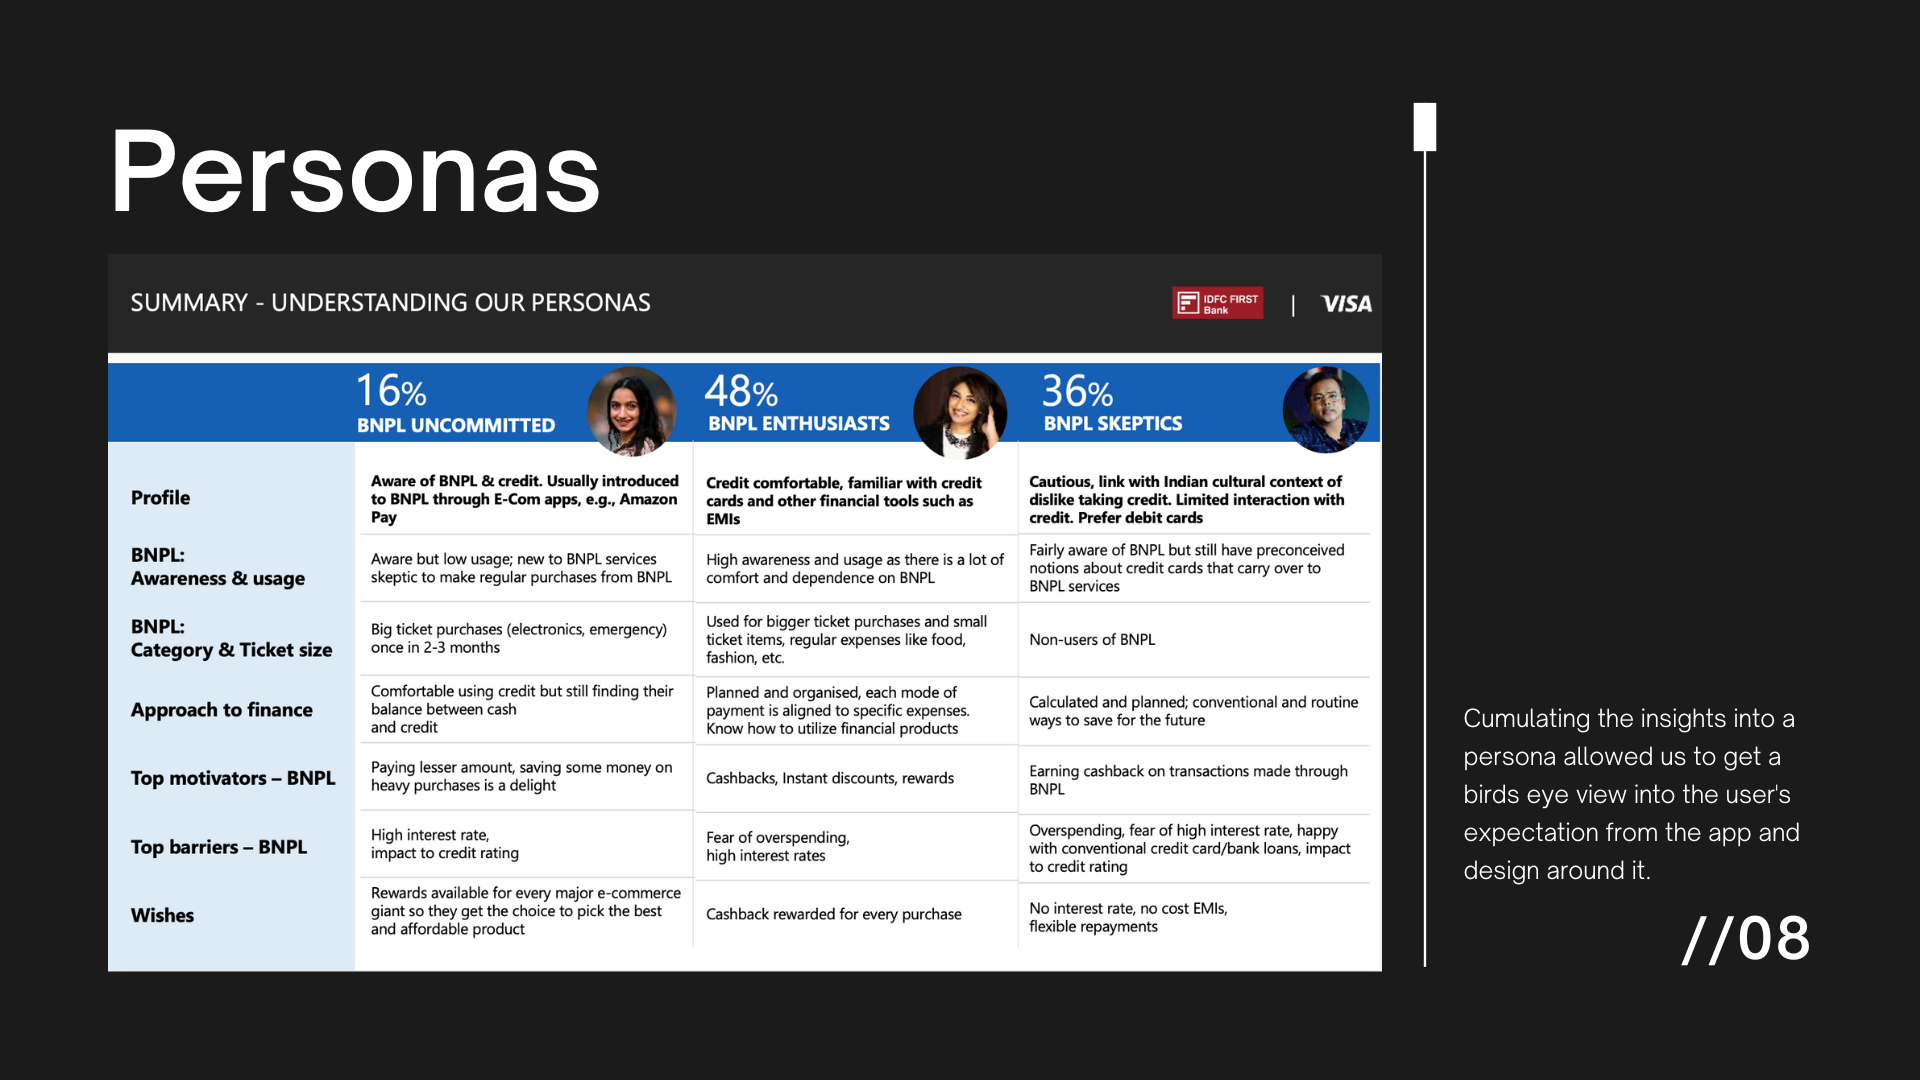 Personas
SUMMARY - UNDERSTANDING OUR PERSONAS
IDFC FIRST
Bank
|
VISA
16%
BNPL UNCOMMITTED
48%
BNPL ENTHUSIASTS
36%
BNPL SKEPTICS
Profile
Aware of BNPL & credit. Usually introduced
to BNPL through E-Com apps, e.g., Amazon
Pay
Credit comfortable, familiar with credit
cards and other financial tools such as
EMIs
Cautious, link with Indian cultural context of
dislike taking credit. Limited interaction with
credit. Prefer debit cards
BNPL:
Awareness & usage
Aware but low usage; new to BNPL services
skeptic to make regular purchases from BNPL
High awareness and usage as there is a lot of
comfort and dependence on BNPL
Fairly aware of BNPL but still have preconceived
notions about credit cards that carry over to
BNPL services
BNPL:
Category & Ticket size
Big ticket purchases (electronics, emergency)
once in 2-3 months
Used for bigger ticket purchases and small
ticket items, regular expenses like food,
fashion, etc.
Non-users of BNPL
Approach to finance
Comfortable using credit but still finding their
balance between cash
and credit
Planned and organised, each mode of
payment is aligned to specific expenses.
Know how to utilize financial products
Calculated and planned; conventional and routine
ways to save for the future
Top motivators – BNPL
Paying lesser amount, saving some money on
heavy purchases is a delight
Cashbacks, Instant discounts, rewards
Earning cashback on transactions made through
BNPL
Top barriers – BNPL
High interest rate,
impact to credit rating
Fear of overspending,
high interest rates
Overspending, fear of high interest rate, happy
with conventional credit card/bank loans, impact
to credit rating
Wishes
Rewards available for every major e-commerce
giant so they get the choice to pick the best
and affordable product
Cashback rewarded for every purchase
No interest rate, no cost EMIs,
flexible repayments
Cumulating the insights into a
persona allowed us to get a
birds eye view into the user's
expectation from the app and
design around it.
//08